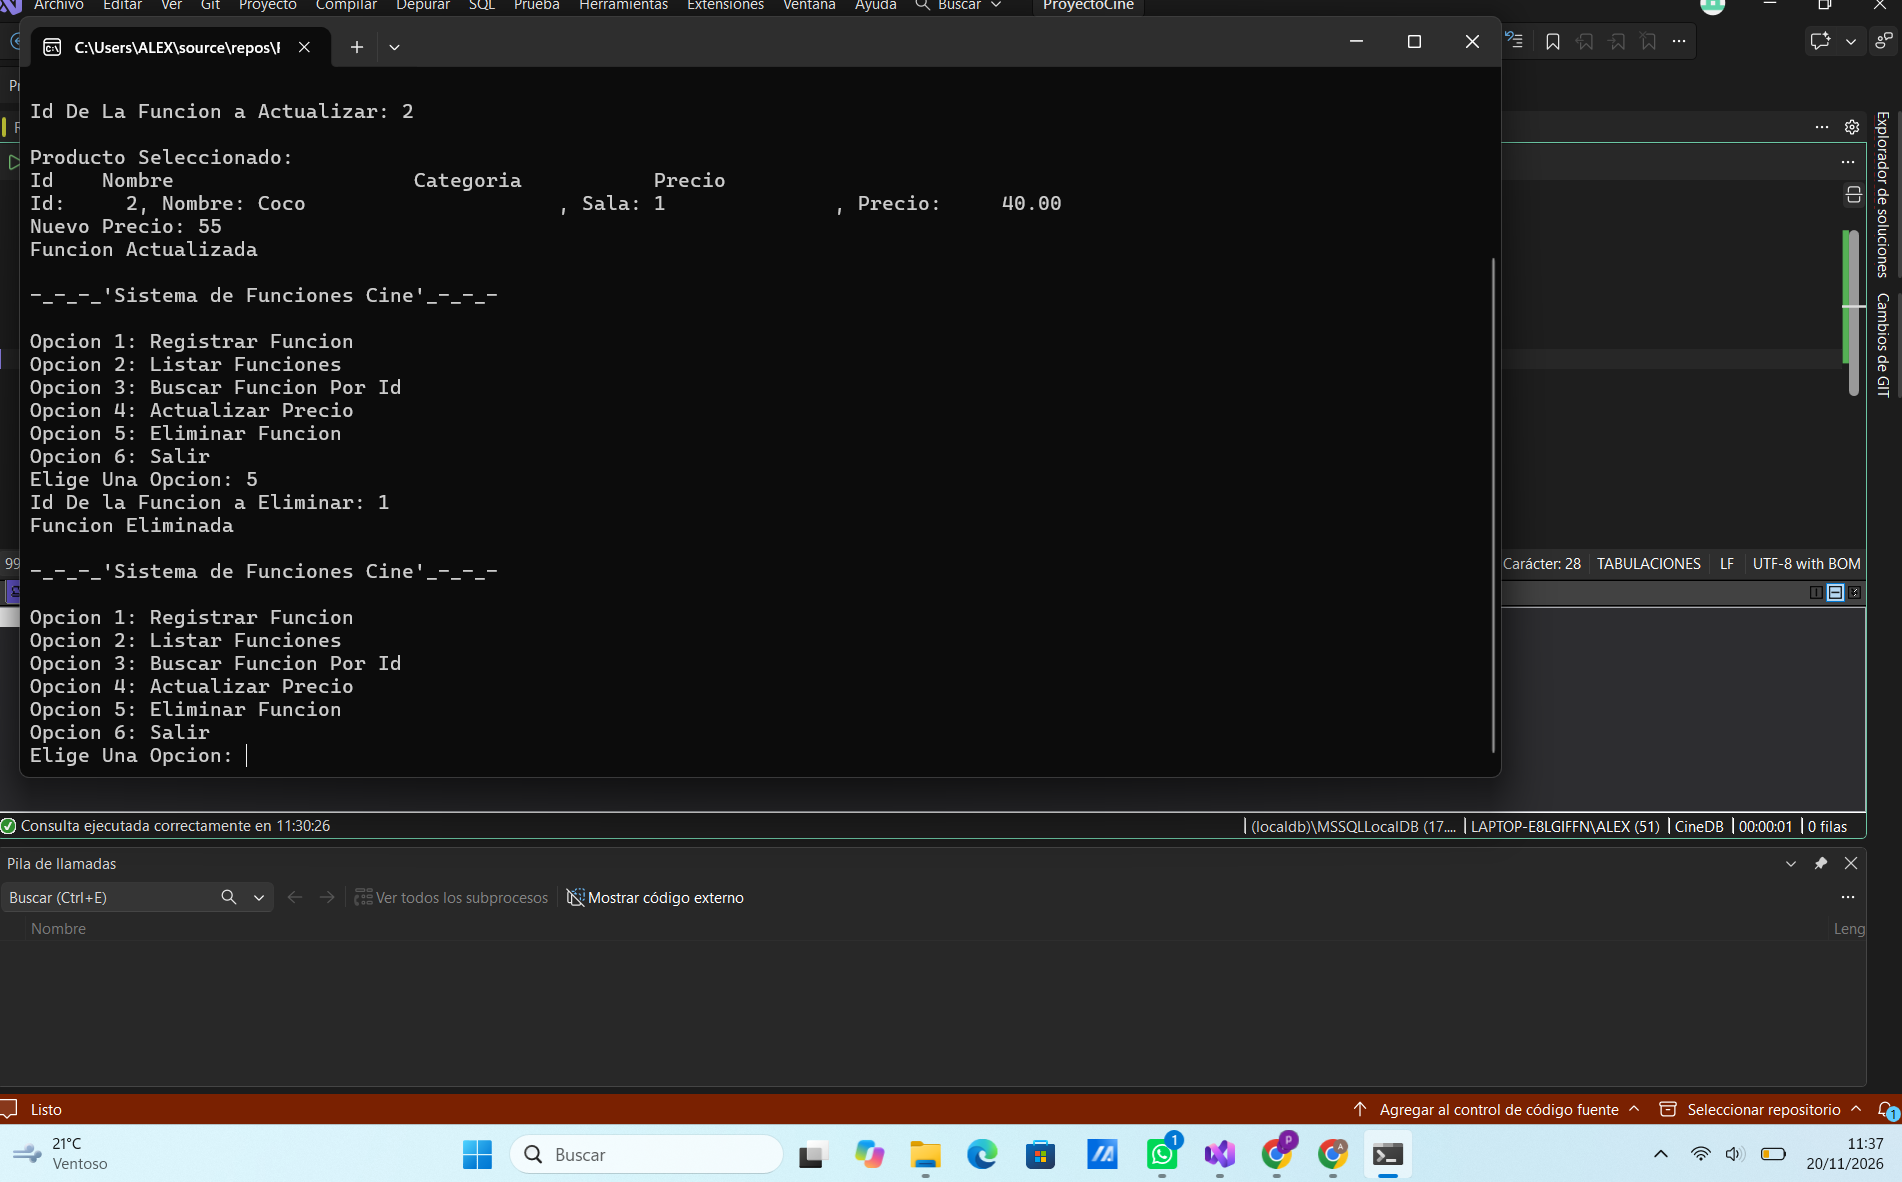 Archivo Editar Ver Git Proyecto Compilar Depurar SQL Prueba Herramientas Extensiones Ventana Ayuda Buscar ProyectoCine
C:\Users\ALEX\source\repos\
Id De La Funcion a Actualizar: 2
Producto Seleccionado:
Id Nombre Categoria Precio
Id: 2, Nombre: Coco , Sala: 1 , Precio: 40.00
Nuevo Precio: 55
Funcion Actualizada
-_-_-_'Sistema de Funciones Cine'_-_-_-
Opcion 1: Registrar Funcion
Opcion 2: Listar Funciones
Opcion 3: Buscar Funcion Por Id
Opcion 4: Actualizar Precio
Opcion 5: Eliminar Funcion
Opcion 6: Salir
Elige Una Opcion: 5
Id De la Funcion a Eliminar: 1
Funcion Eliminada
-_-_-_'Sistema de Funciones Cine'_-_-_-
Opcion 1: Registrar Funcion
Opcion 2: Listar Funciones
Opcion 3: Buscar Funcion Por Id
Opcion 4: Actualizar Precio
Opcion 5: Eliminar Funcion
Opcion 6: Salir
Elige Una Opcion:
Explorador de soluciones
Cambios de GIT
99
Carácter: 28 TABULACIONES LF UTF-8 with BOM
Consulta ejecutada correctamente en 11:30:26 (localdb)\MSSQLLocalDB (17.... LAPTOP-E8LGIFFN\ALEX (51) CineDB 00:00:01 0 filas
Pila de llamadas
Buscar (Ctrl+E) Ver todos los subprocesos Mostrar código externo
Nombre Leng
Listo Agregar al control de código fuente Seleccionar repositorio 1
21°C
Ventoso
Buscar
1
P
A
11:37
20/11/2026